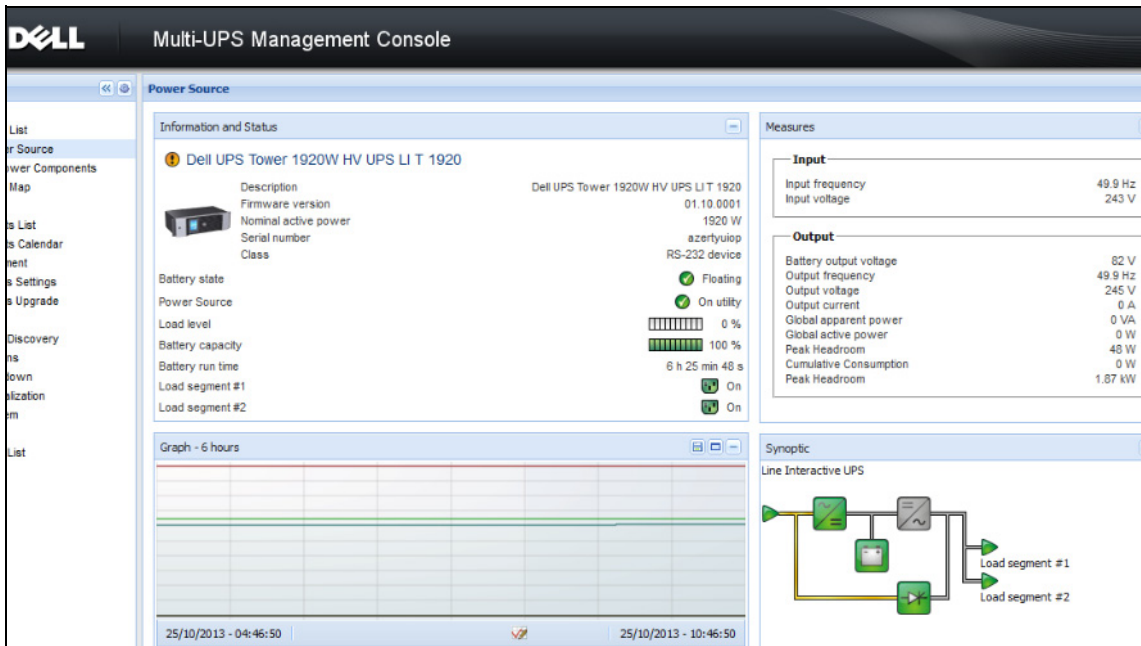 DELL
Multi-UPS Management Console
Power Source
List
r Source
ower Components
Map
ts List
ts Calendar
ment
s Settings
s Upgrade
Discovery
ns
down
alization
em
List
Information and Status
Dell UPS Tower 1920W HV UPS LI T 1920
Description Dell UPS Tower 1920W HV UPS LI T 1920
Firmware version 01.10.0001
Nominal active power 1920 W
Serial number azertyuiop
Class RS-232 device
Battery state Floating
Power Source On utility
Load level 0 %
Battery capacity 100 %
Battery run time 6 h 25 min 48 s
Load segment #1 On
Load segment #2 On
Measures
Input
Input frequency 49.9 Hz
Input voltage 243 V
Output
Battery output voltage 82 V
Output frequency 49.9 Hz
Output voltage 245 V
Output current 0 A
Global apparent power 0 VA
Global active power 0 W
Peak Headroom 48 W
Cumulative Consumption 0 W
Peak Headroom 1.87 kW
Graph - 6 hours
25/10/2013 - 04:46:50 25/10/2013 - 10:46:50
Synoptic
Line Interactive UPS
Load segment #1
Load segment #2